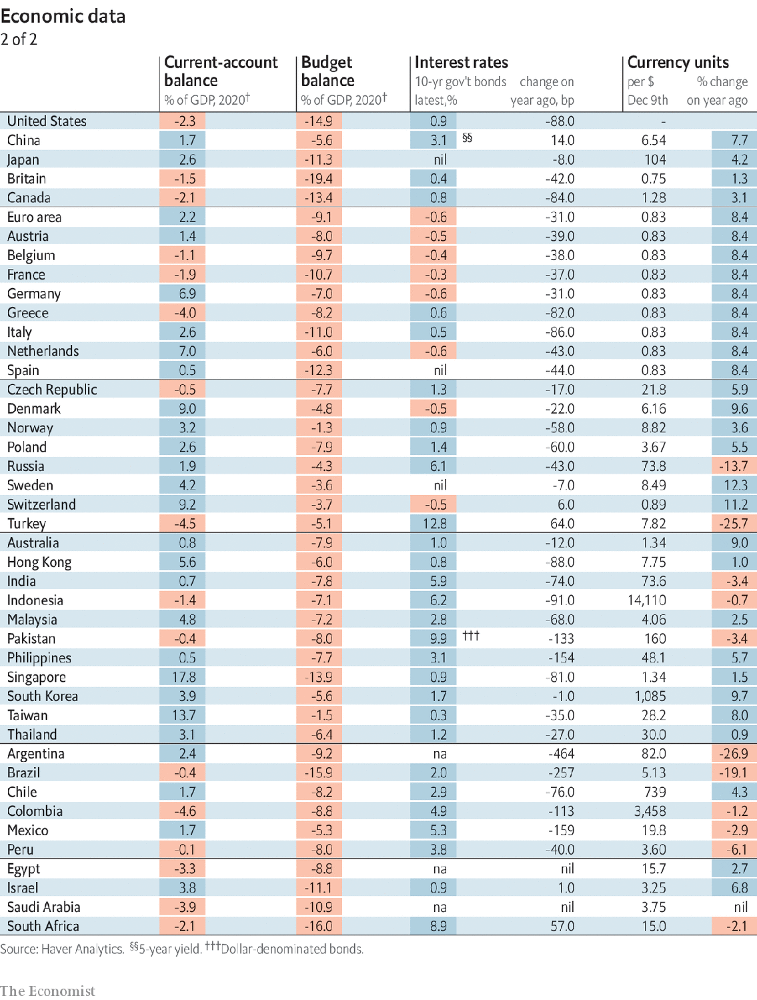 Economic data
2 of 2
Current-account Budget Interest rates Currency units
balance balance 10-yr gov't bonds change on per $ % change
% of GDP, 2020† % of GDP, 2020† latest,% year ago, bp Dec 9th on year ago
United States -2.3 -14.9 0.9 -88.0 -
China 1.7 -5.6 3.1 §§ 14.0 6.54 7.7
Japan 2.6 -11.3 nil -8.0 104 4.2
Britain -1.5 -19.4 0.4 -42.0 0.75 1.3
Canada -2.1 -13.4 0.8 -84.0 1.28 3.1
Euro area 2.2 -9.1 -0.6 -31.0 0.83 8.4
Austria 1.4 -8.0 -0.5 -39.0 0.83 8.4
Belgium -1.1 -9.7 -0.4 -38.0 0.83 8.4
France -1.9 -10.7 -0.3 -37.0 0.83 8.4
Germany 6.9 -7.0 -0.6 -31.0 0.83 8.4
Greece -4.0 -8.2 0.6 -82.0 0.83 8.4
Italy 2.6 -11.0 0.5 -86.0 0.83 8.4
Netherlands 7.0 -6.0 -0.6 -43.0 0.83 8.4
Spain 0.5 -12.3 nil -44.0 0.83 8.4
Czech Republic -0.5 -7.7 1.3 -17.0 21.8 5.9
Denmark 9.0 -4.8 -0.5 -22.0 6.16 9.6
Norway 3.2 -1.3 0.9 -58.0 8.82 3.6
Poland 2.6 -7.9 1.4 -60.0 3.67 5.5
Russia 1.9 -4.3 6.1 -43.0 73.8 -13.7
Sweden 4.2 -3.6 nil -7.0 8.49 12.3
Switzerland 9.2 -3.7 -0.5 6.0 0.89 11.2
Turkey -4.5 -5.1 12.8 64.0 7.82 -25.7
Australia 0.8 -7.9 1.0 -12.0 1.34 9.0
Hong Kong 5.6 -6.0 0.8 -88.0 7.75 1.0
India 0.7 -7.8 5.9 -74.0 73.6 -3.4
Indonesia -1.4 -7.1 6.2 -91.0 14,110 -0.7
Malaysia 4.8 -7.2 2.8 -68.0 4.06 2.5
Pakistan -0.4 -8.0 9.9 ††† -133 160 -3.4
Philippines 0.5 -7.7 3.1 -154 48.1 5.7
Singapore 17.8 -13.9 0.9 -81.0 1.34 1.5
South Korea 3.9 -5.6 1.7 -1.0 1,085 9.7
Taiwan 13.7 -1.5 0.3 -35.0 28.2 8.0
Thailand 3.1 -6.4 1.2 -27.0 30.0 0.9
Argentina 2.4 -9.2 na -464 82.0 -26.9
Brazil -0.4 -15.9 2.0 -257 5.13 -19.1
Chile 1.7 -8.2 2.9 -76.0 739 4.3
Colombia -4.6 -8.8 4.9 -113 3,458 -1.2
Mexico 1.7 -5.3 5.3 -159 19.8 -2.9
Peru -0.1 -8.0 3.8 -40.0 3.60 -6.1
Egypt -3.3 -8.8 na nil 15.7 2.7
Israel 3.8 -11.1 0.9 1.0 3.25 6.8
Saudi Arabia -3.9 -10.9 na nil 3.75 nil
South Africa -2.1 -16.0 8.9 57.0 15.0 -2.1
Source: Haver Analytics. §§5-year yield. †††Dollar-denominated bonds.
The Economist